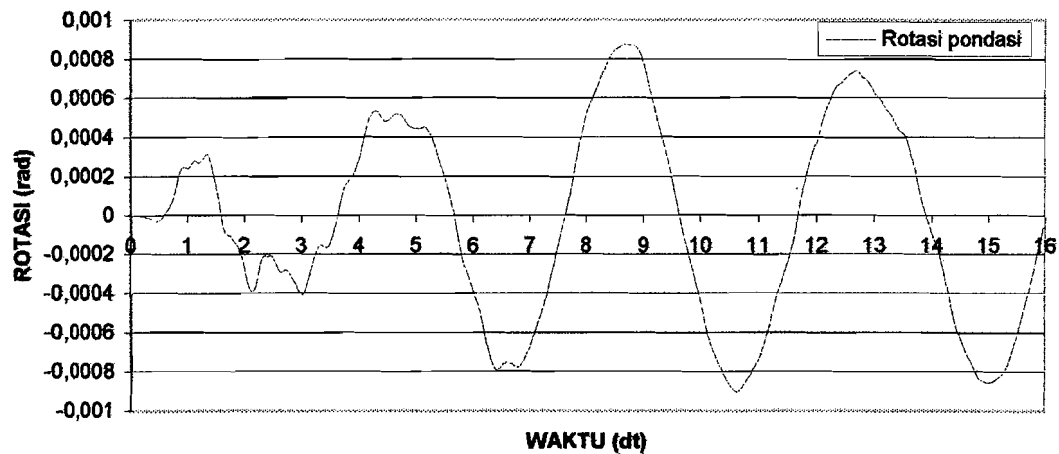 0,001
0,0008
0,0006
0,0004
0,0002
0
-0,0002
-0,0004
-0,0006
-0,0008
-0,001
ROTASI (rad)
Rotasi pondasi
0 1 2 3 4 5 6 7 8 9 10 11 12 13 14 15 16
WAKTU (dt)